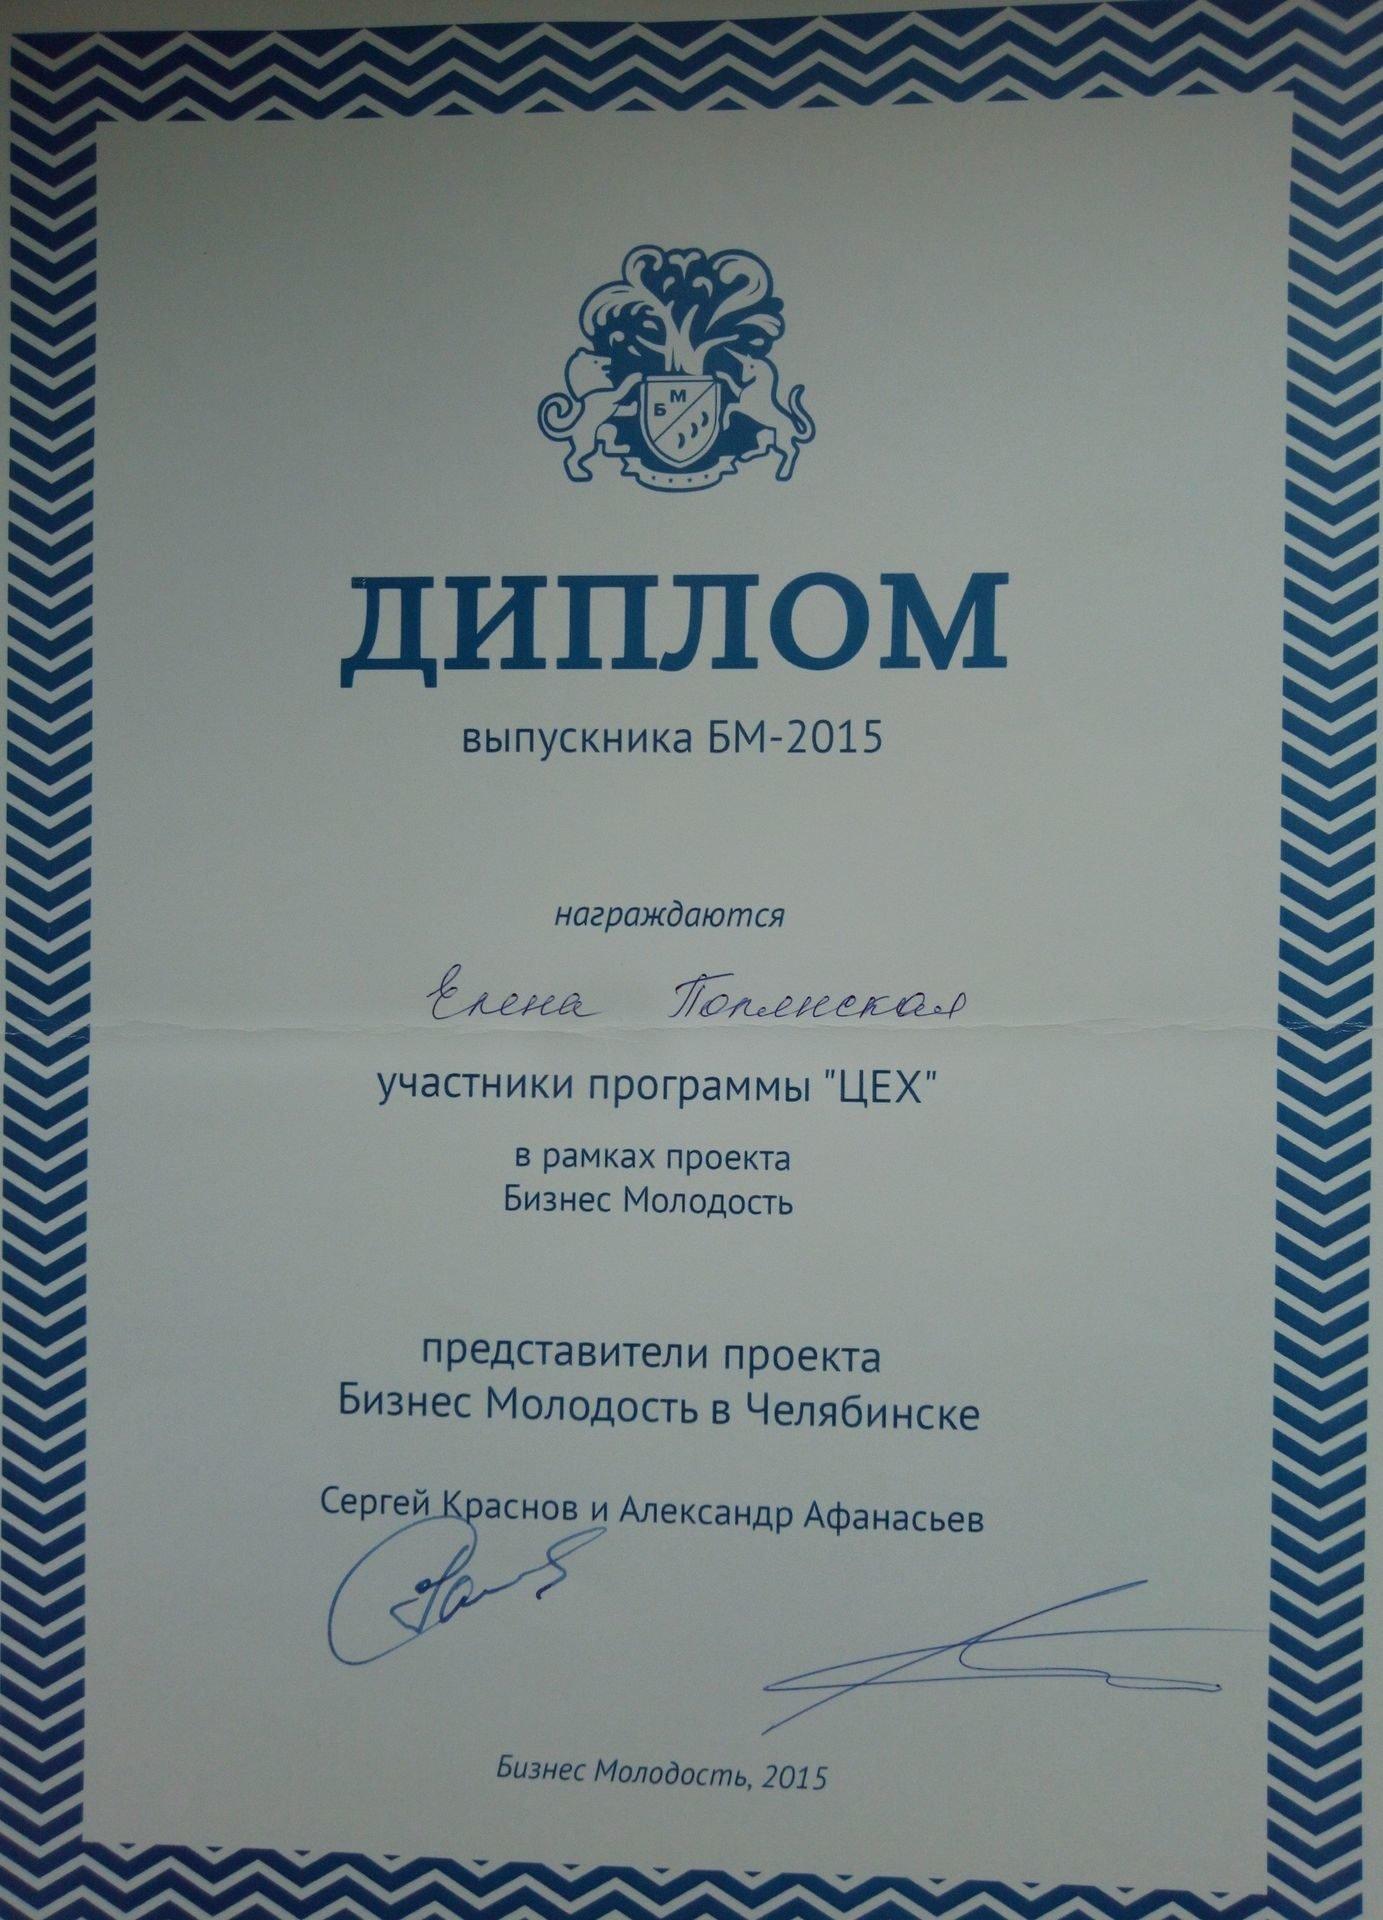 Б М
ДИПЛОМ
выпускника БМ-2015
награждаются
Елена Полянская
участники программы "ЦЕХ"
в рамках проекта
Бизнес Молодость
представители проекта
Бизнес Молодость в Челябинске
Сергей Краснов и Александр Афанасьев
Бизнес Молодость, 2015